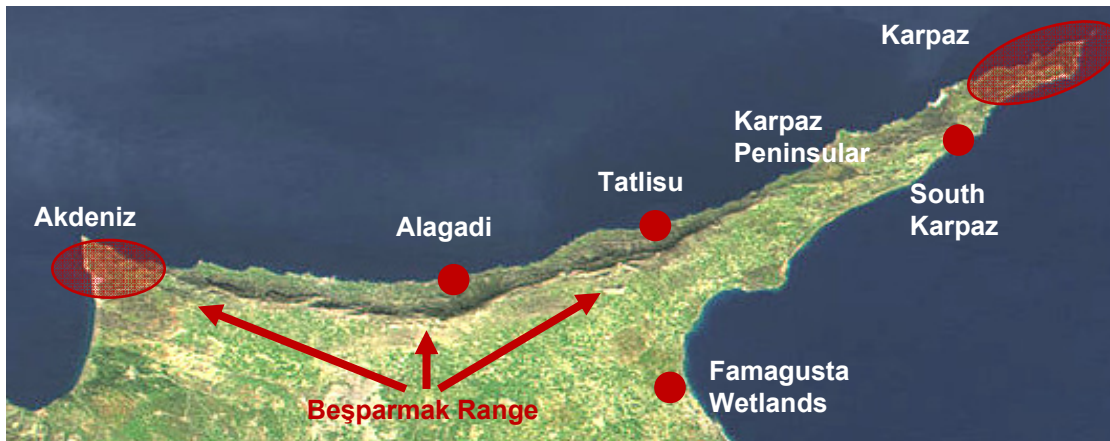 Karpaz
Karpaz
Peninsular
Tatlisu
South
Karpaz
Akdeniz
Alagadi
Famagusta
Wetlands
Beşparmak Range